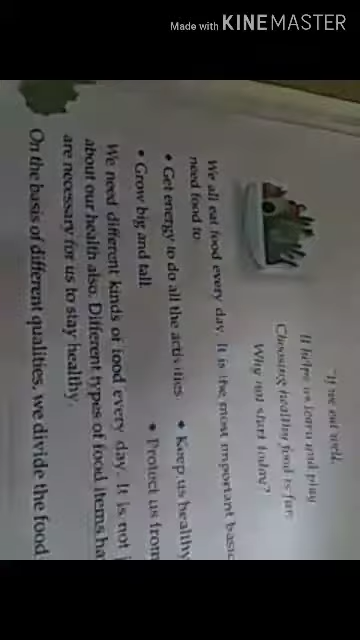 Made with KINEMASTER
"If we eat well,
It helps us learn and play
Choosing healthy food is fun
Why not start today?
We all eat food every day. It is the most important basic
need food to
• Get energy to do all the activities.
• Keep us healthy
• Grow big and tall.
• Protect us from
We need different kinds of food every day. It is not
about our health also. Different types of food items ha
are necessary for us to stay healthy.
On the basis of different qualities, we divide the food